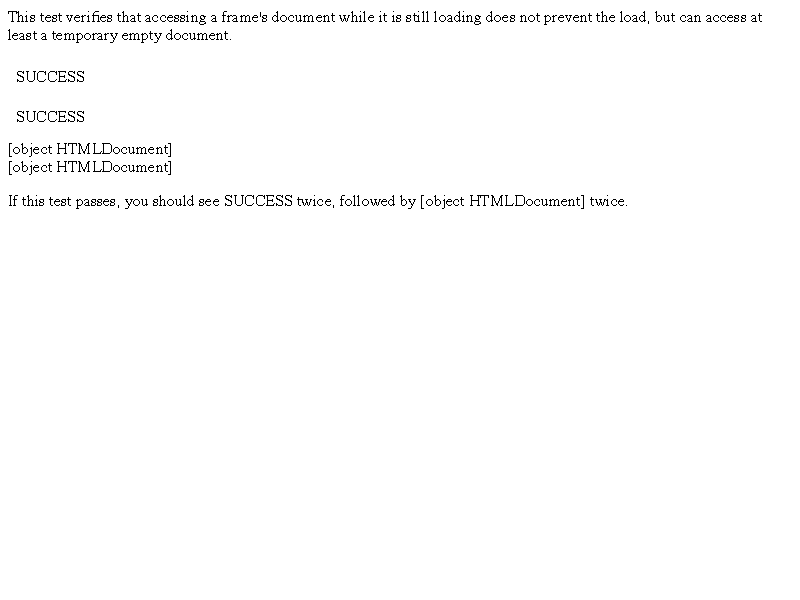 This test verifies that accessing a frame's document while it is still loading does not prevent the load, but can access at
least a temporary empty document.
SUCCESS
SUCCESS
[object HTMLDocument]
[object HTMLDocument]
If this test passes, you should see SUCCESS twice, followed by [object HTMLDocument] twice.